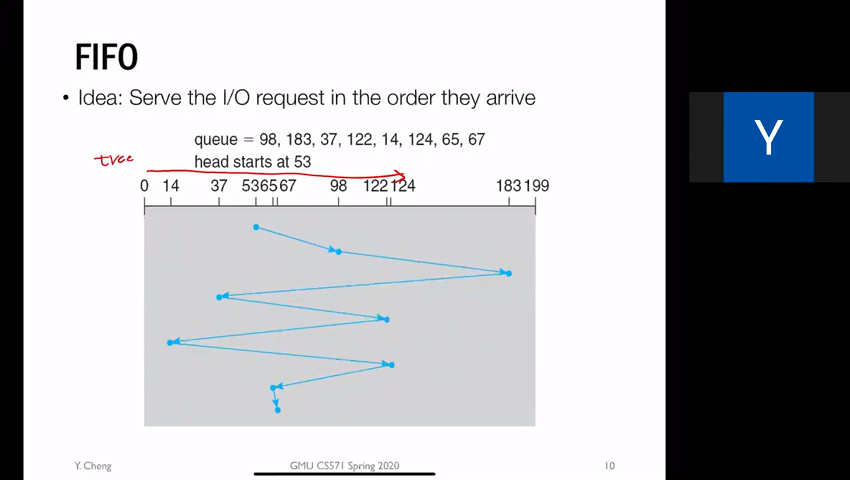 FIFO
• Idea: Serve the I/O request in the order they arrive
queue = 98, 183, 37, 122, 14, 124, 65, 67
head starts at 53
0 14 37 53 65 67 98 122 124 183 199
Y. Cheng
GMU CS571 Spring 2020
10
Y